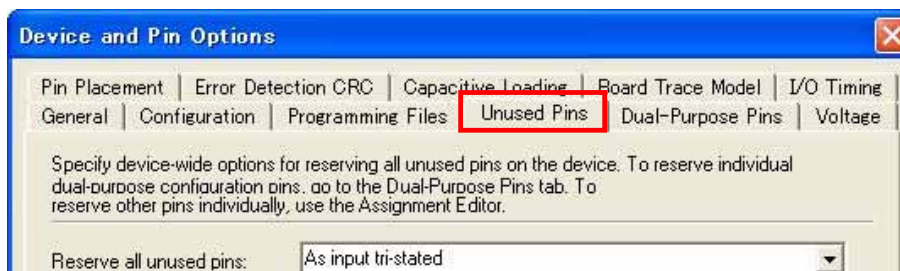 Device and Pin Options
Pin Placement Error Detection CRC Capacitive Loading Board Trace Model I/O Timing
General Configuration Programming Files Unused Pins Dual-Purpose Pins Voltage
Specify device-wide options for reserving all unused pins on the device. To reserve individual
dual-purpose configuration pins, go to the Dual-Purpose Pins tab. To
reserve other pins individually, use the Assignment Editor.
Reserve all unused pins: As input tri-stated